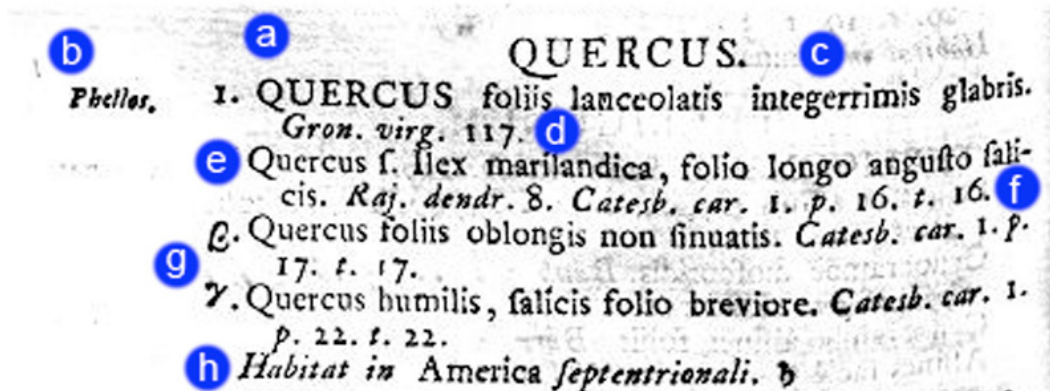 a
b
QUERCUS. c
Phellos. 1. QUERCUS foliis lanceolatis integerrimis glabris.
Gron. virg. 117. d
e Quercus ſ. Ilex marilandica, folio longo anguſto ſali-
cis. Raj. dendr. 8. Catesb. car. 1. p. 16. t. 16. f
β. Quercus foliis oblongis non ſinuatis. Catesb. car. 1. p.
g 17. t. 17.
γ. Quercus humilis, ſalicis folio breviore. Catesb. car. 1.
p. 22. t. 22.
h Habitat in America ſeptentrionali. ♄